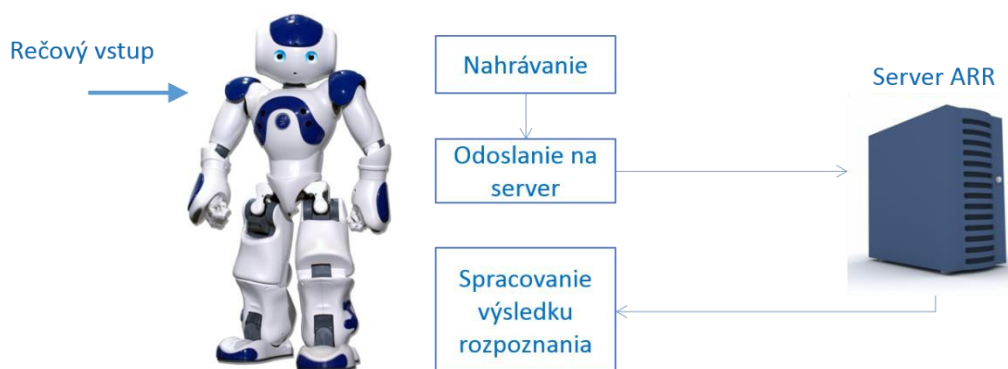 Rečový vstup
Nahrávanie
Server ARR
Odoslanie na
server
Spracovanie
výsledku
rozpoznania